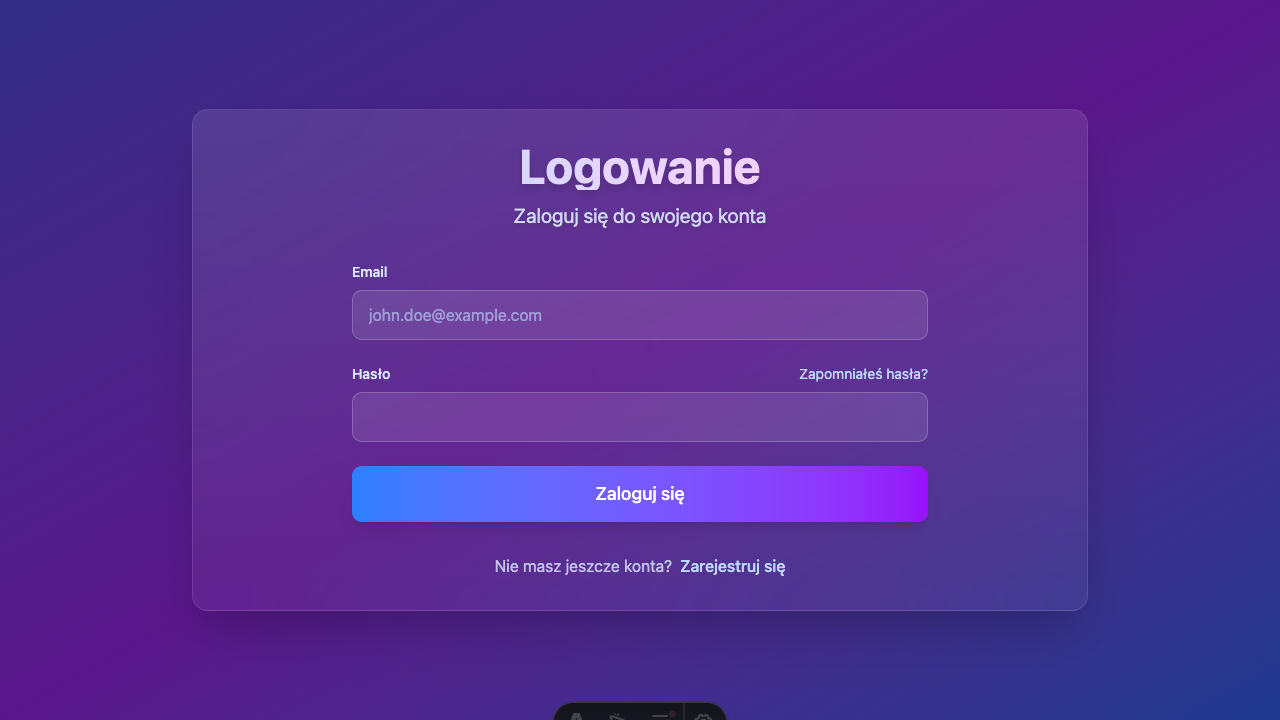 Logowanie
Zaloguj się do swojego konta
Email
john.doe@example.com
Hasło Zapomniałeś hasła?
Zaloguj się
Nie masz jeszcze konta? Zarejestruj się